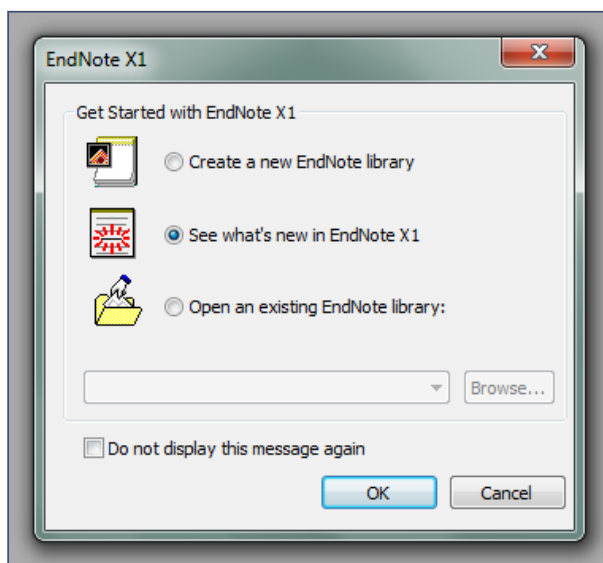 EndNote X1
Get Started with EndNote X1
Create a new EndNote library
See what's new in EndNote X1
Open an existing EndNote library:
Browse...
Do not display this message again
OK
Cancel